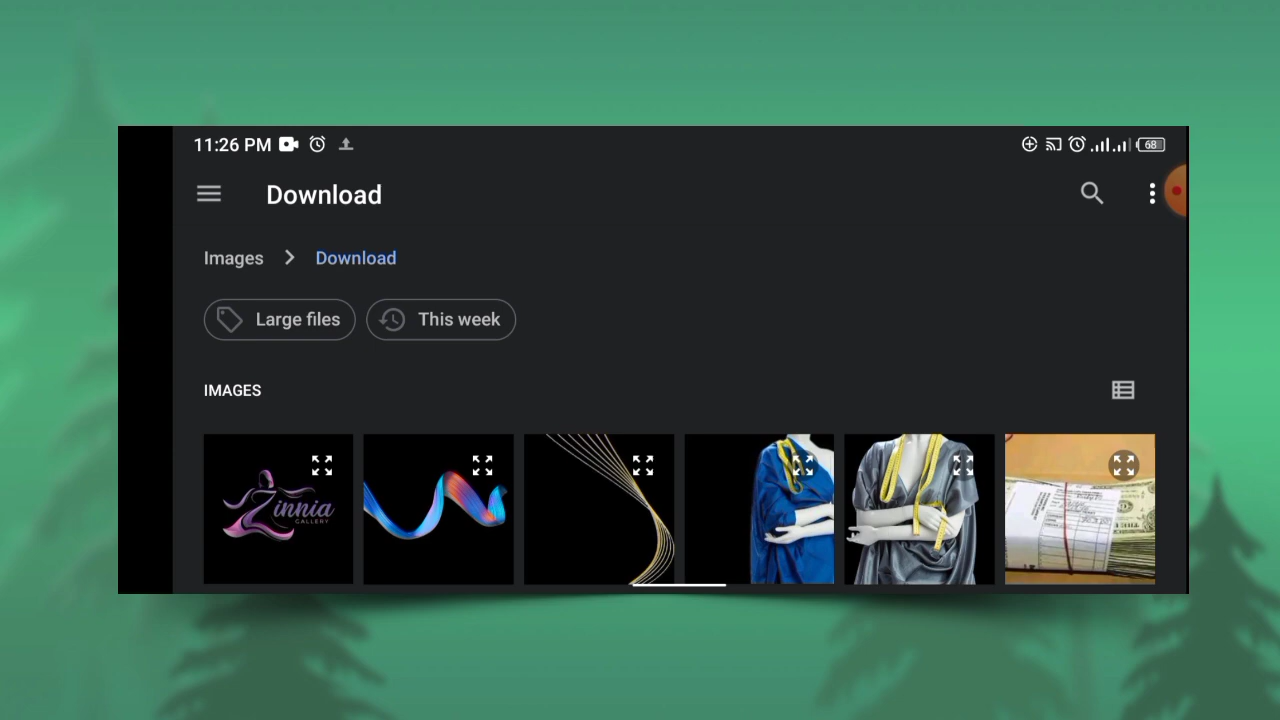 11:26 PM
68
Download
Images
Download
Large files
This week
IMAGES
Zinnia
GALLERY